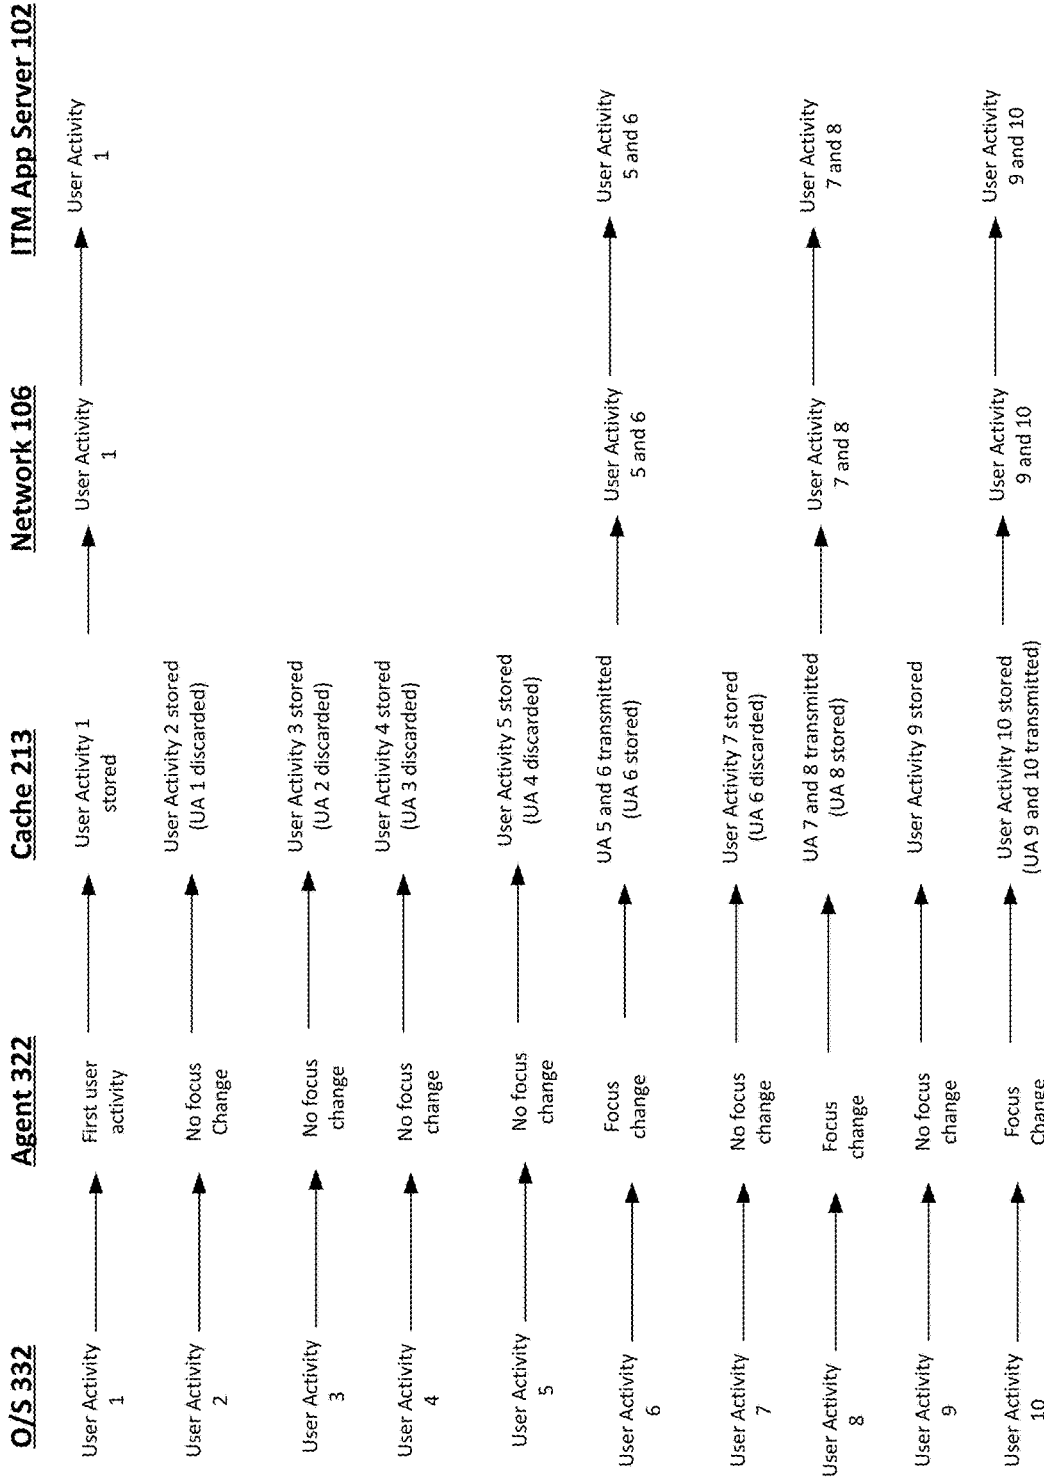 O/S 332
Agent 322
Cache 213
Network 106
ITM App Server 102
User Activity
1
First user
activity
User Activity 1
stored
User Activity
1
User Activity
1
User Activity
2
No focus
Change
User Activity 2 stored
(UA 1 discarded)
User Activity
3
No focus
change
User Activity 3 stored
(UA 2 discarded)
User Activity
4
No focus
change
User Activity 4 stored
(UA 3 discarded)
User Activity
5
No focus
change
User Activity 5 stored
(UA 4 discarded)
User Activity
6
Focus
change
UA 5 and 6 transmitted
(UA 6 stored)
User Activity
5 and 6
User Activity
5 and 6
User Activity
7
No focus
change
User Activity 7 stored
(UA 6 discarded)
User Activity
8
Focus
change
UA 7 and 8 transmitted
(UA 8 stored)
User Activity
7 and 8
User Activity
7 and 8
User Activity
9
No focus
change
User Activity 9 stored
User Activity
10
Focus
Change
User Activity 10 stored
(UA 9 and 10 transmitted)
User Activity
9 and 10
User Activity
9 and 10